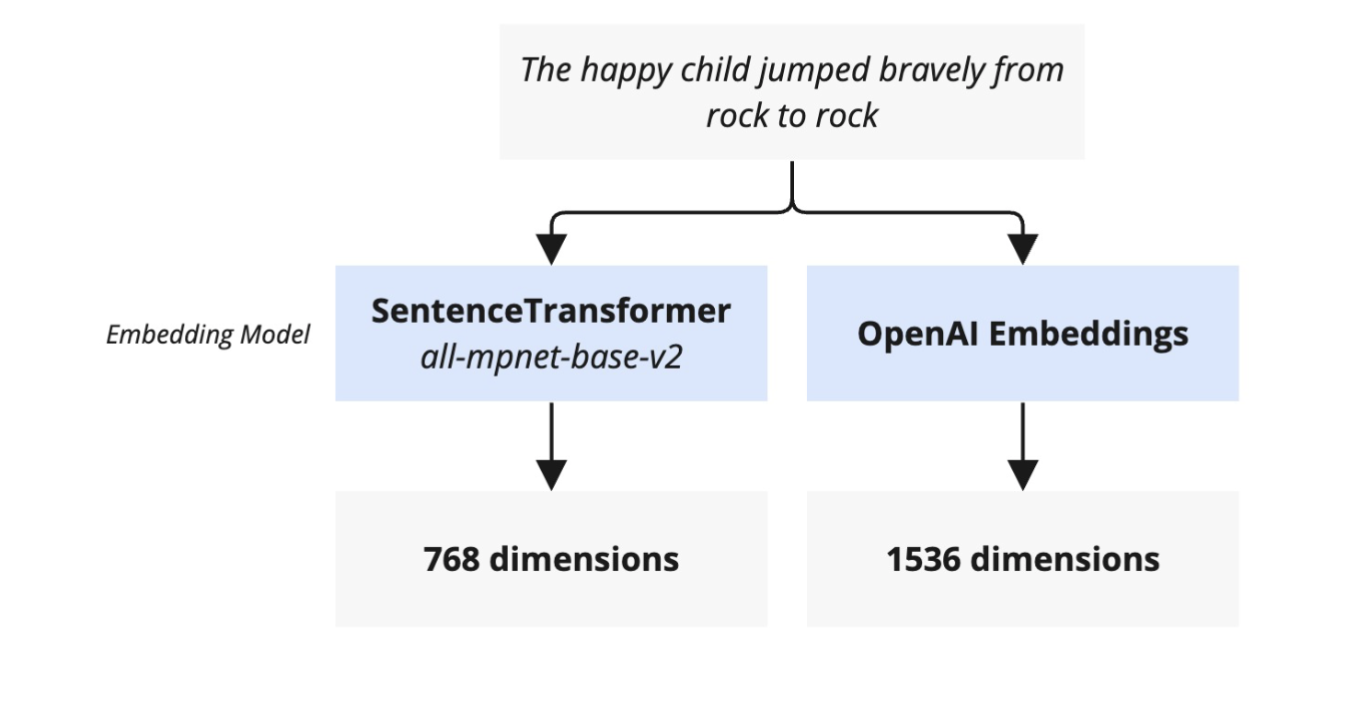 The happy child jumped bravely from
rock to rock
Embedding Model
SentenceTransformer
all-mpnet-base-v2
OpenAI Embeddings
768 dimensions
1536 dimensions